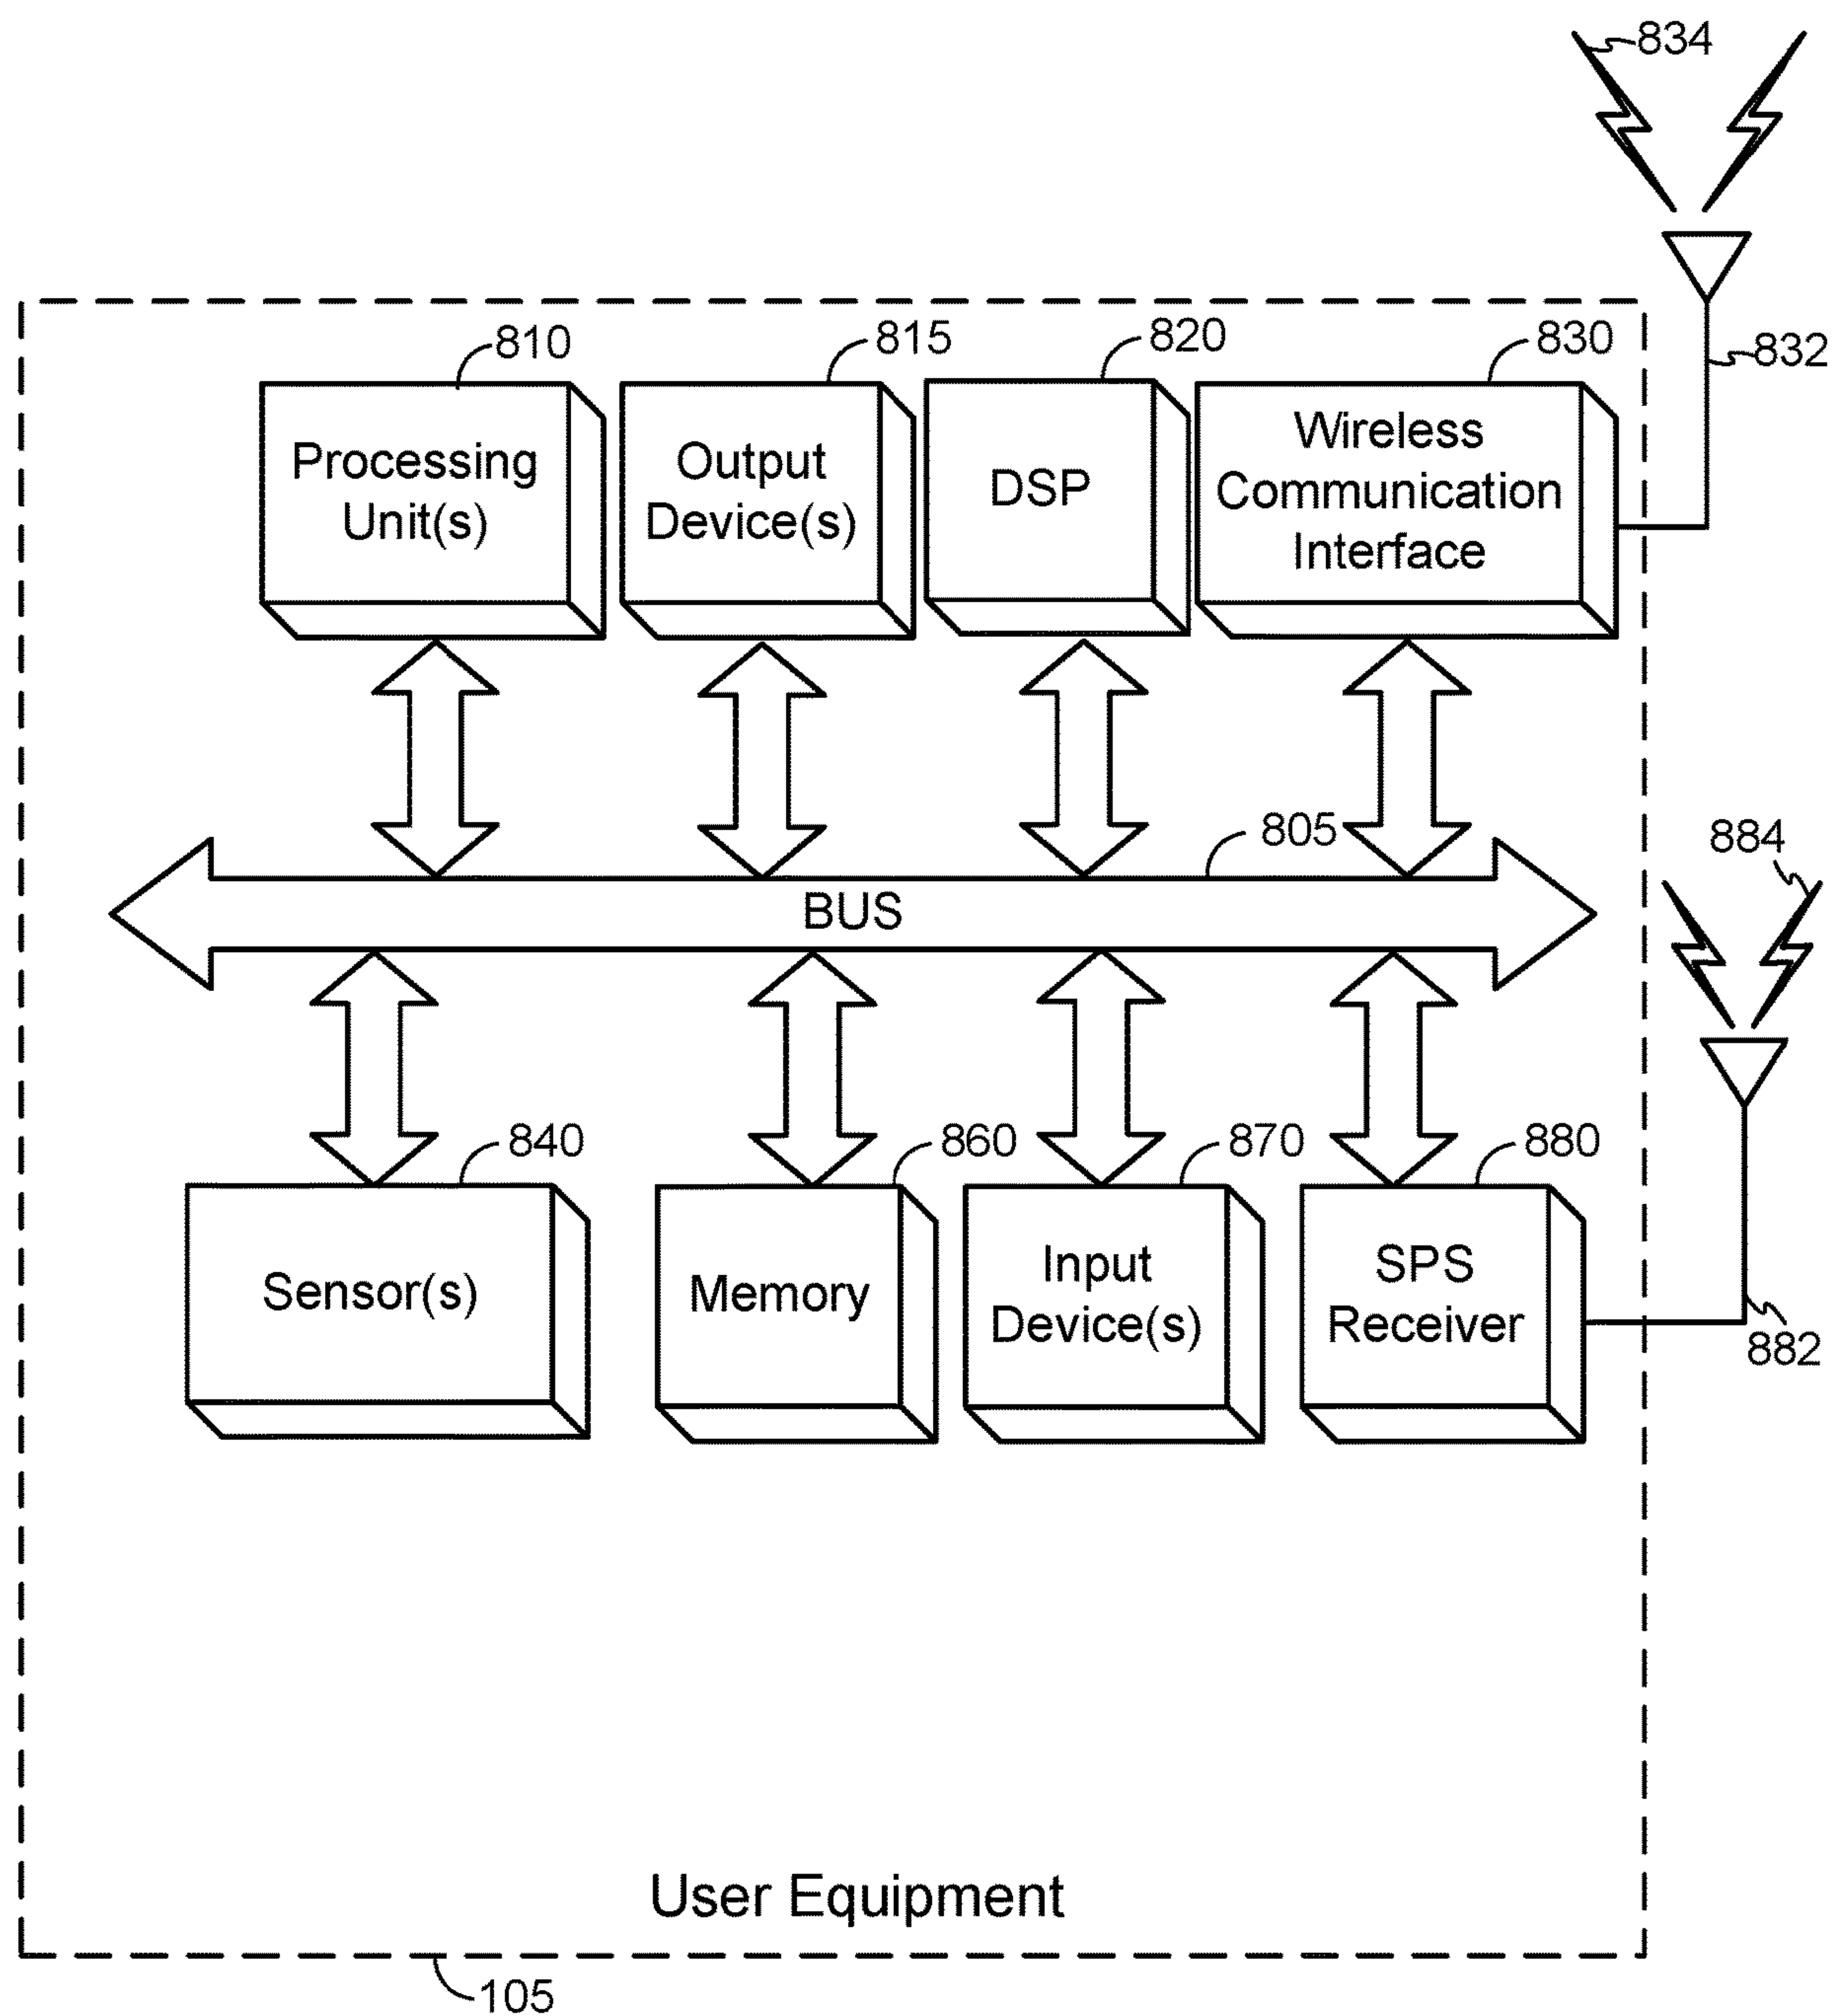 834
810
815
820
830
832
Processing
Unit(s)
Output
Device(s)
DSP
Wireless
Communication
Interface
805
884
BUS
840
860
870
880
Sensor(s)
Memory
Input
Device(s)
SPS
Receiver
882
User Equipment
105